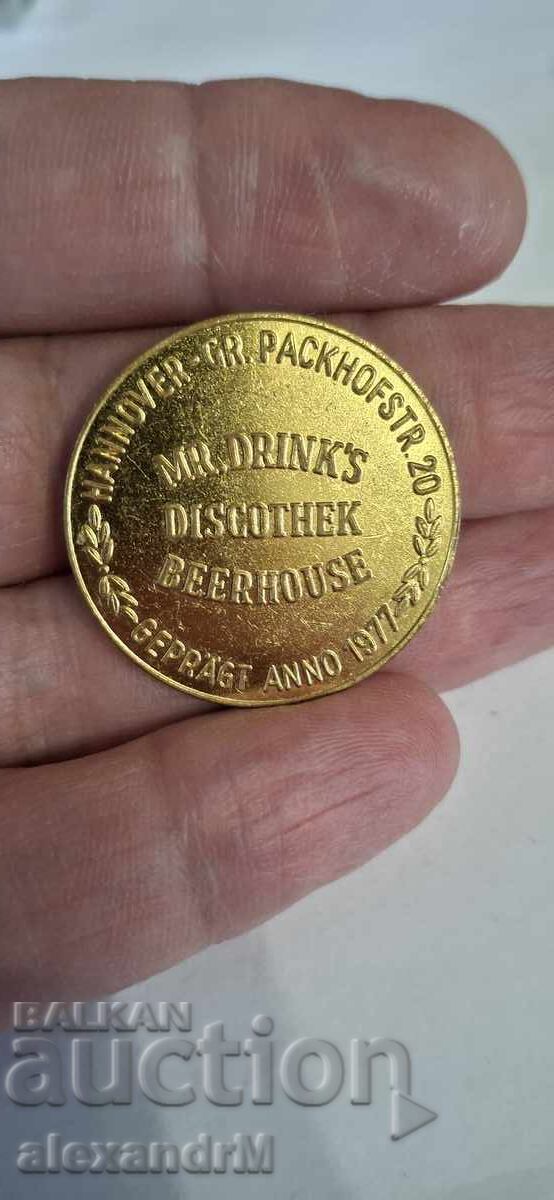 HANNOVER - GR. PACKHOFSTR. 20
MR. DRINK'S
DISCOTHEK
BEERHOUSE
GEPRÄGT ANNO 1977
BALKAN
auction
alexandrM